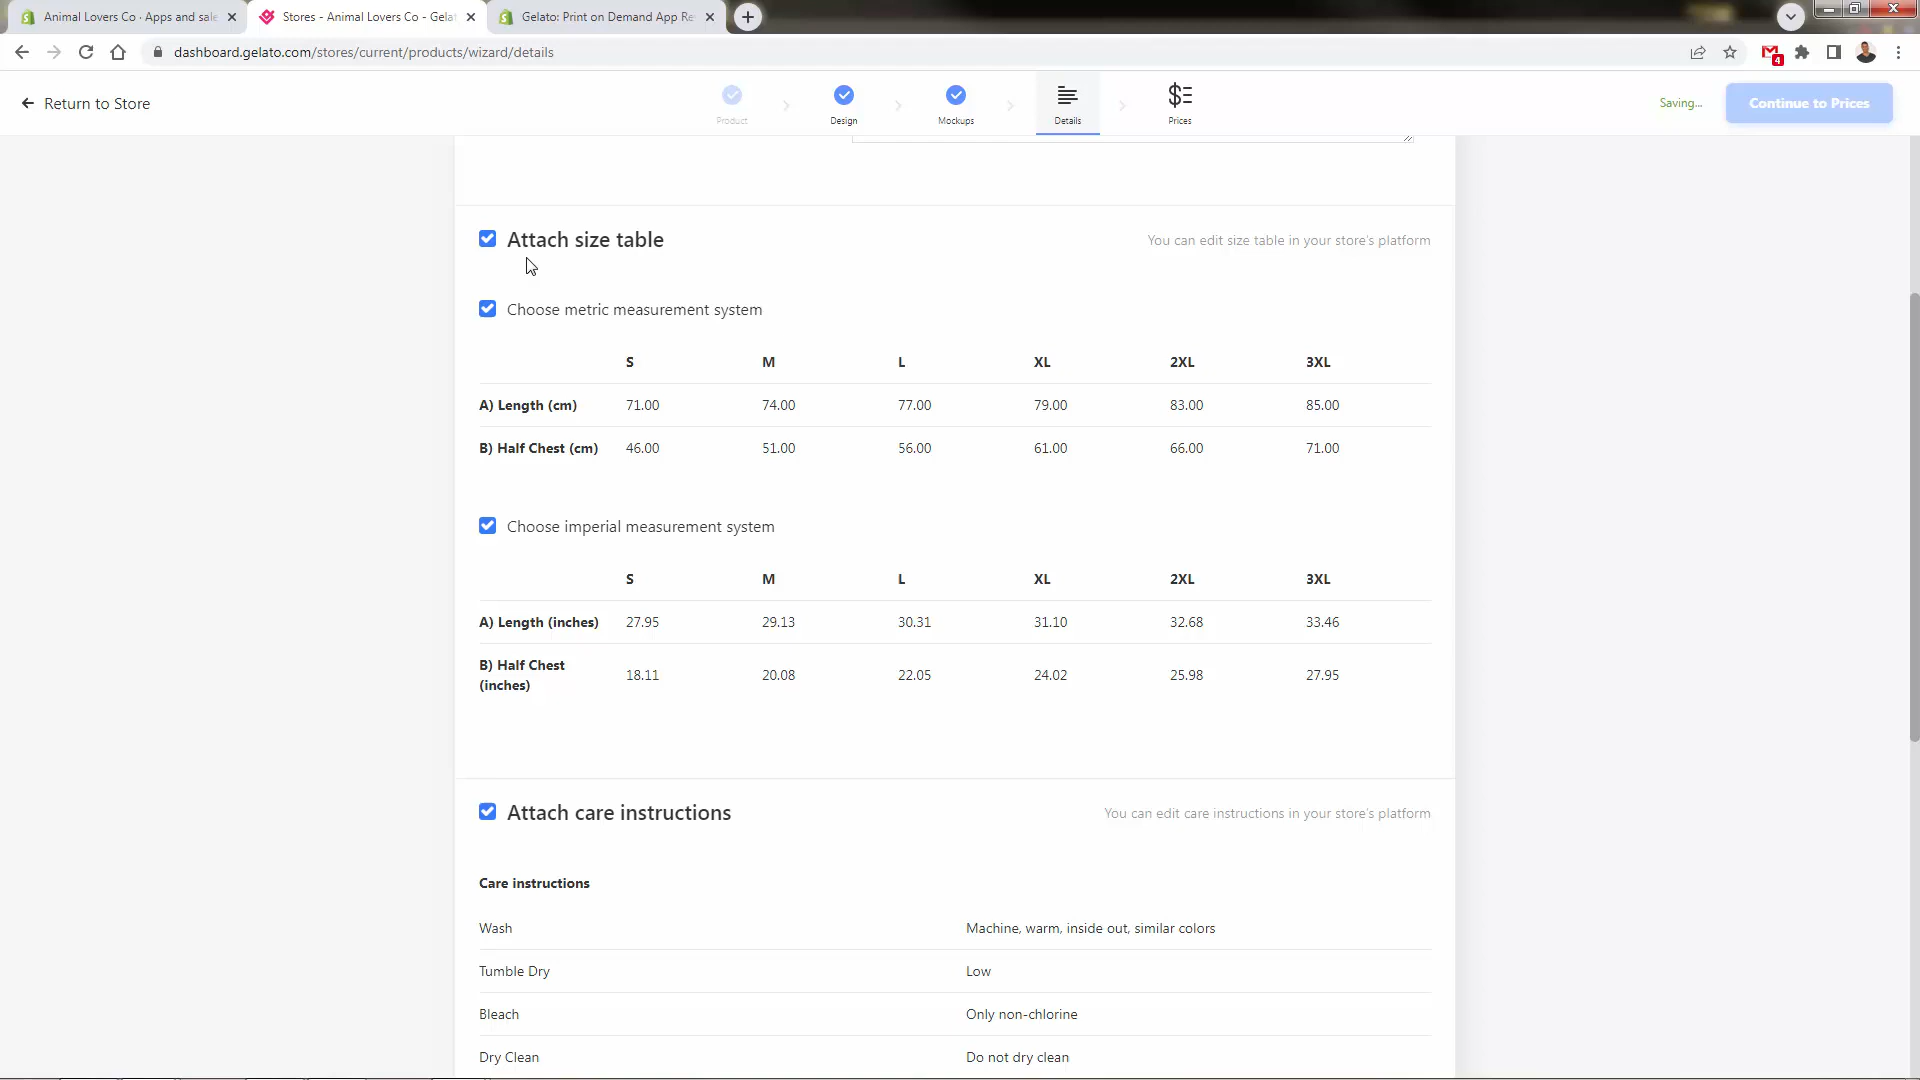 Animal Lovers Co · Apps and sale
Stores - Animal Lovers Co - Gelat
Gelato: Print on Demand App Re
dashboard.gelato.com/stores/current/products/wizard/details
4
Return to Store
Product
Design
Mockups
Details
Prices
Saving...
Continue to Prices
Attach size table
You can edit size table in your store's platform
Choose metric measurement system
S M L XL 2XL 3XL
A) Length (cm) 71.00 74.00 77.00 79.00 83.00 85.00
B) Half Chest (cm) 46.00 51.00 56.00 61.00 66.00 71.00
Choose imperial measurement system
S M L XL 2XL 3XL
A) Length (inches) 27.95 29.13 30.31 31.10 32.68 33.46
B) Half Chest
(inches) 18.11 20.08 22.05 24.02 25.98 27.95
Attach care instructions
You can edit care instructions in your store's platform
Care instructions
Wash Machine, warm, inside out, similar colors
Tumble Dry Low
Bleach Only non-chlorine
Dry Clean Do not dry clean